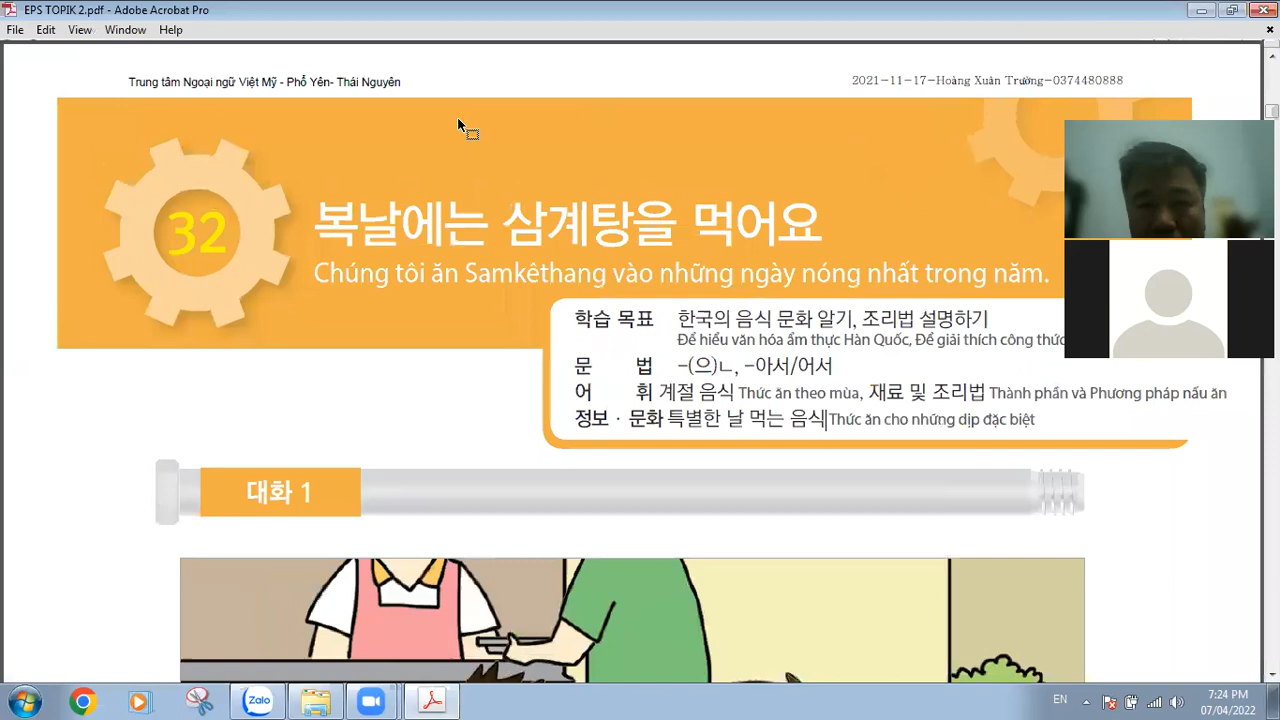 EPS TOPIK 2.pdf - Adobe Acrobat Pro
File Edit View Window Help
Trung tâm Ngoại ngữ Việt Mỹ - Phổ Yên- Thái Nguyên
2021-11-17-Hoàng Xuân Trường-0374480888
32
복날에는 삼계탕을 먹어요
Chúng tôi ăn Samkêthang vào những ngày nóng nhất trong năm.
학습 목표 한국의 음식 문화 알기, 조리법 설명하기
Để hiểu văn hóa ẩm thực Hàn Quốc, Để giải thích công thức
문 법 -(으)ㄴ, -아서/어서
어 휘 계절 음식 Thức ăn theo mùa, 재료 및 조리법 Thành phần và Phương pháp nấu ăn
정보 · 문화 특별한 날 먹는 음식 Thức ăn cho những dịp đặc biệt
대화 1
Zalo
EN
7:24 PM
07/04/2022